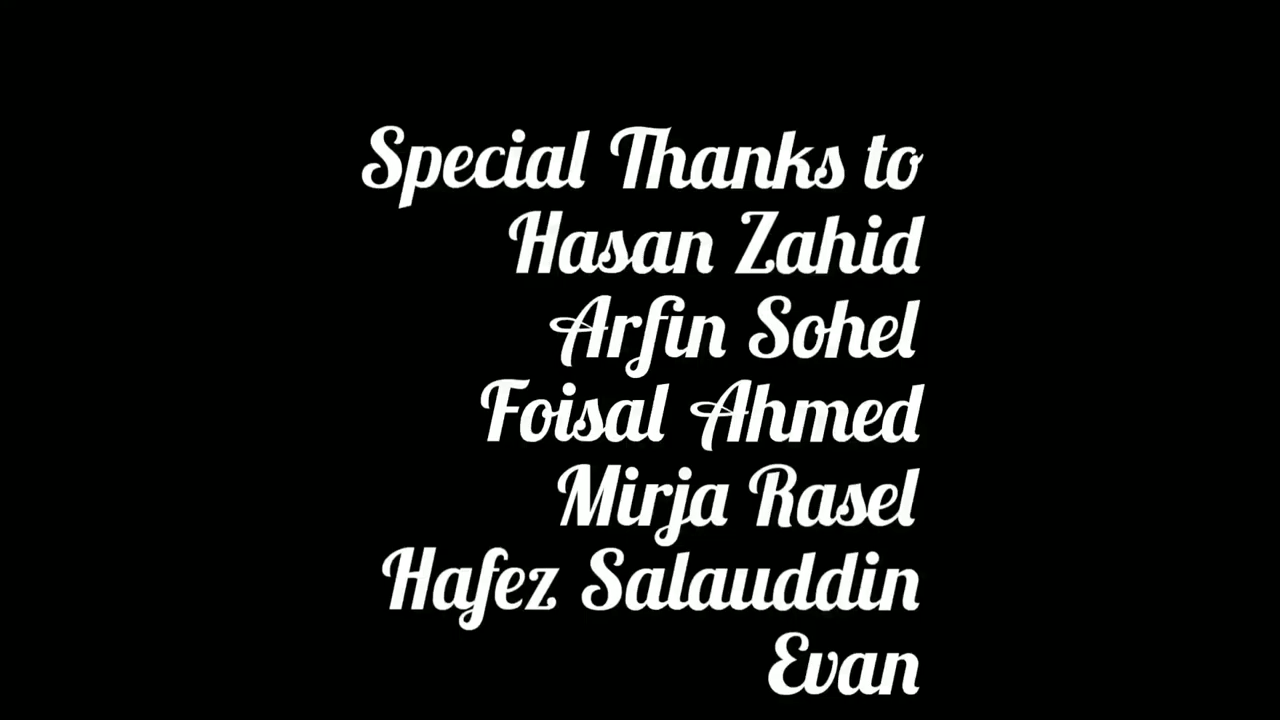 Special Thanks to
Hasan Zahid
Arfin Sohel
Foisal Ahmed
Mirja Rasel
Hafez Salauddin
Evan